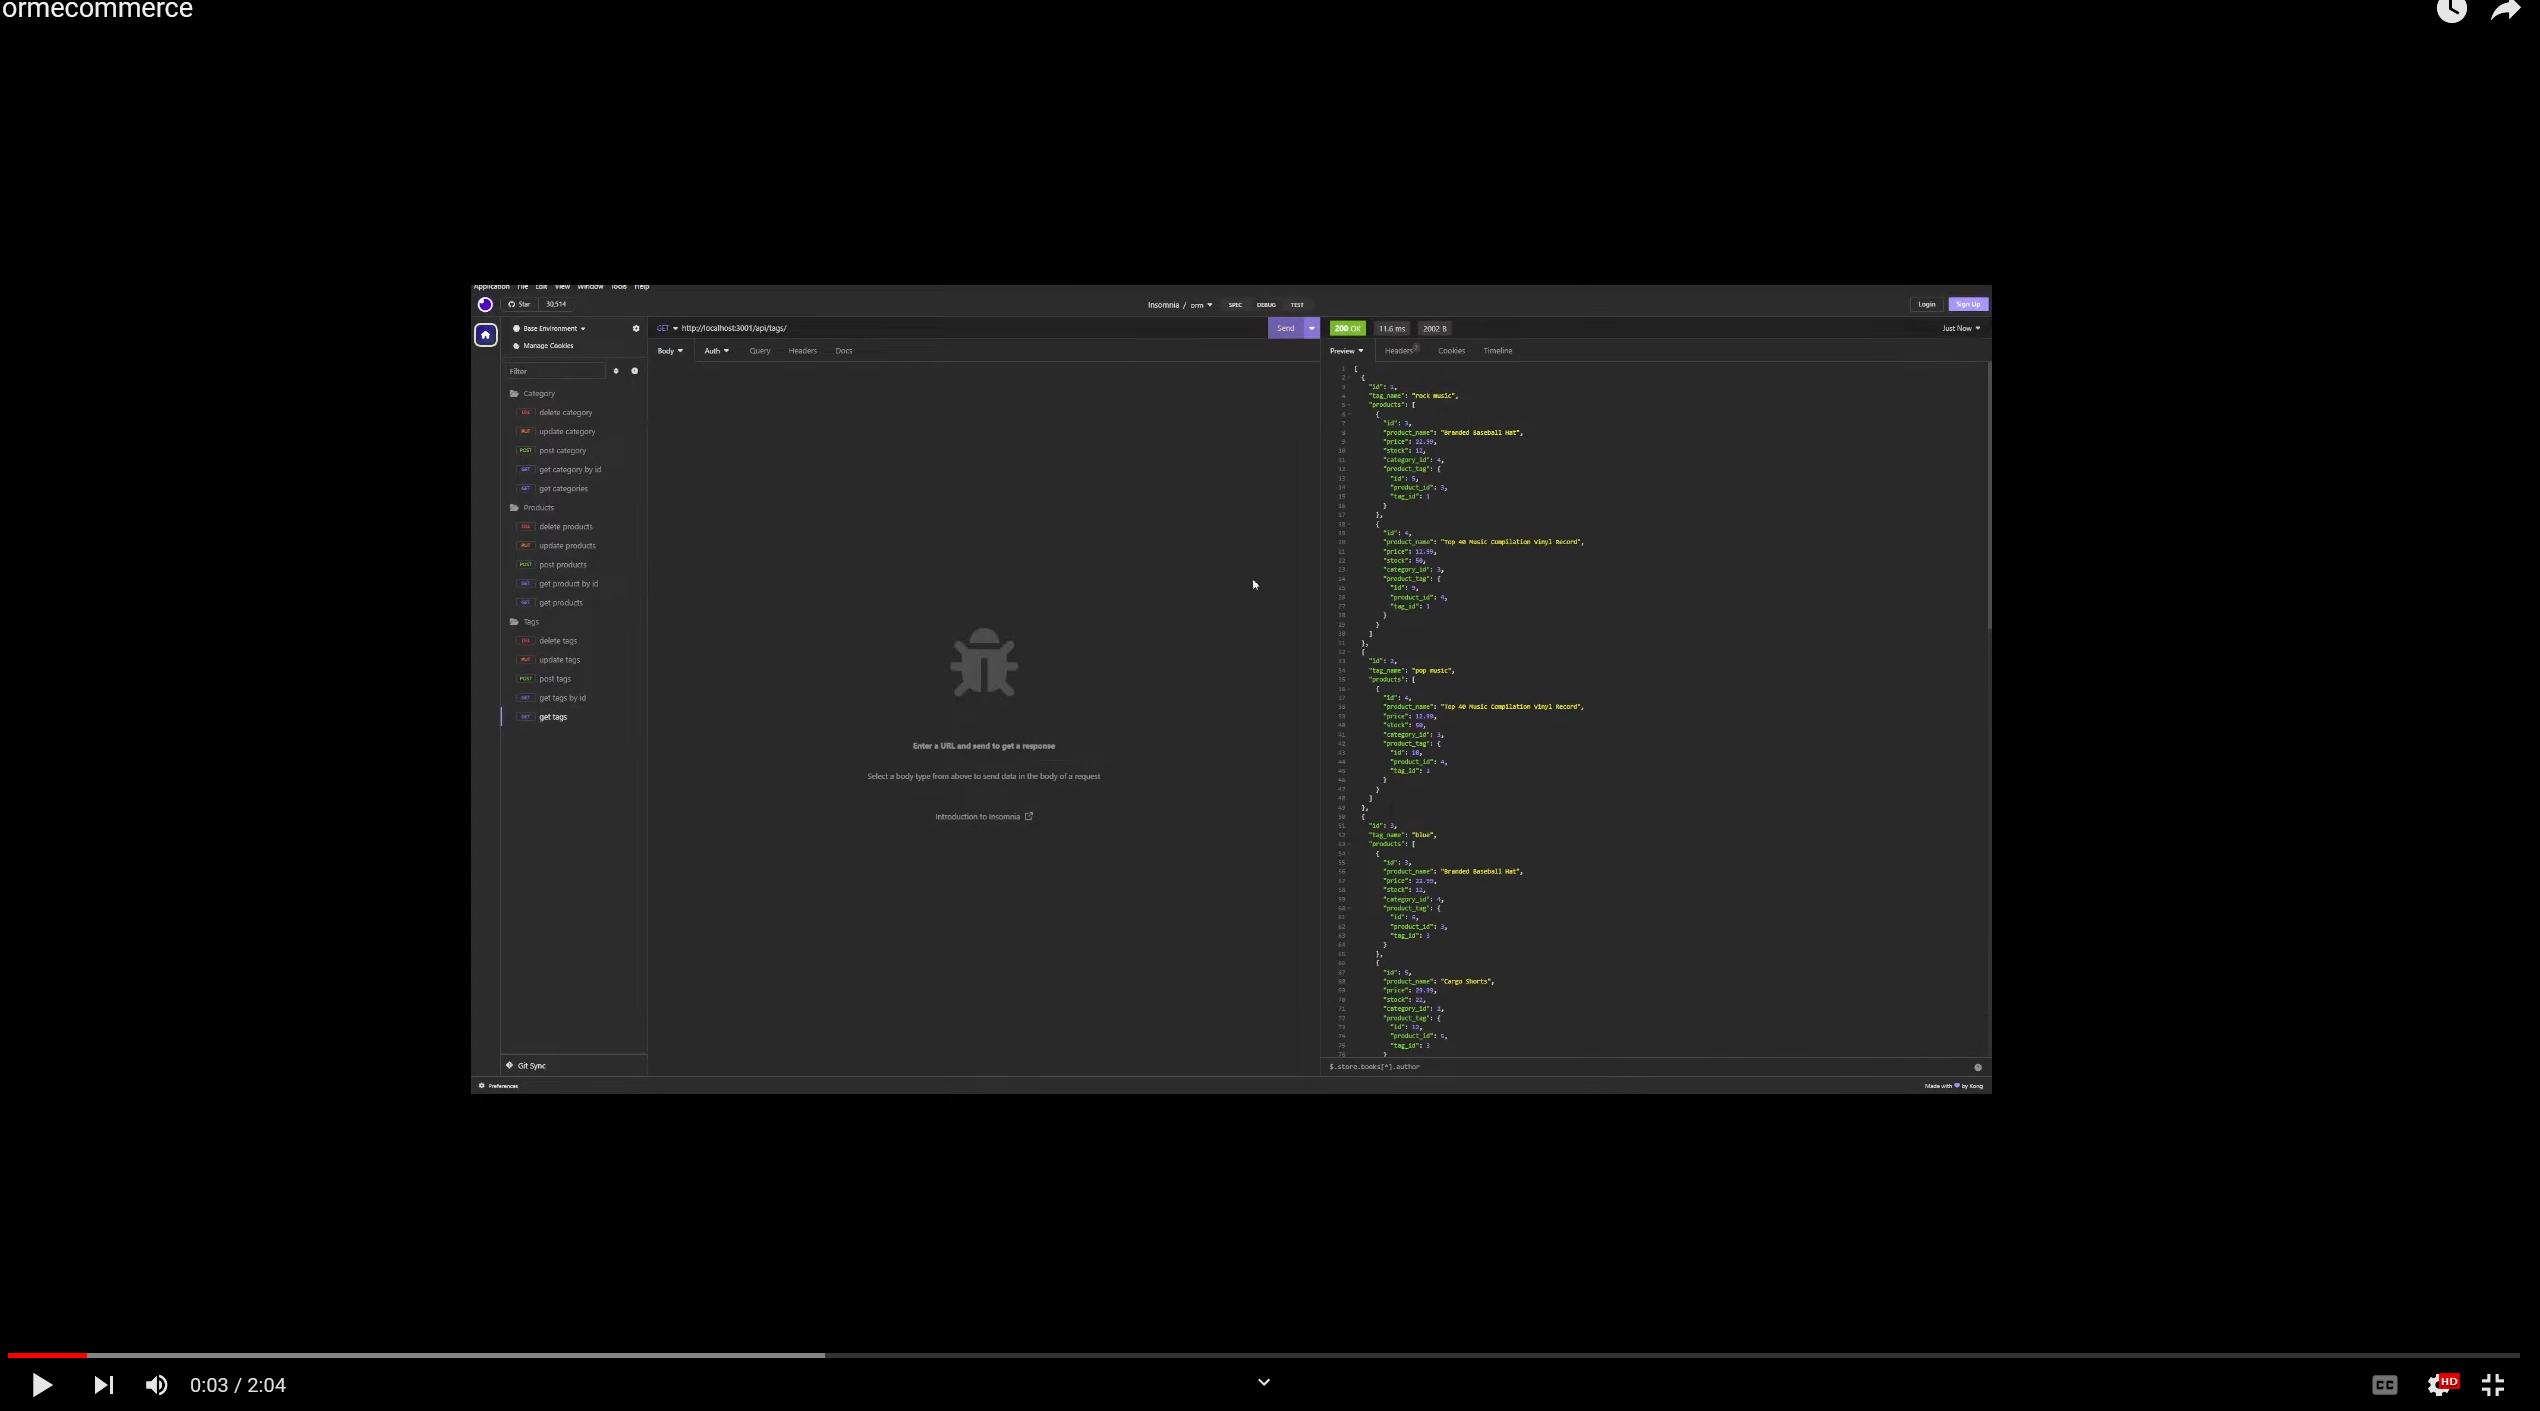 ormecommerce
Application File Edit View Window Tools Help
Star 30,514
Insomnia / orm SPEC DEBUG TEST
Login Sign Up
Base Environment
Manage Cookies
GET http://localhost:3001/api/tags/ Send
200 OK 11.6 ms 2002 B Just Now
Body Auth Query Headers Docs
Preview Headers Cookies Timeline
Filter
Category
DEL delete category
PUT update category
POST post category
GET get category by id
GET get categories
Products
DEL delete products
PUT update products
POST post products
GET get product by id
GET get products
Tags
DEL delete tags
PUT update tags
POST post tags
GET get tags by id
GET get tags
Enter a URL and send to get a response
Select a body type from above to send data in the body of a request
Introduction to Insomnia
[
{
"id": 1,
"tag_name": "rock music",
"products": [
{
"id": 3,
"product_name": "Branded Baseball Hat",
"price": 22.99,
"stock": 12,
"category_id": 4,
"product_tag": {
"id": 5,
"product_id": 3,
"tag_id": 1
}
},
{
"id": 4,
"product_name": "Top 40 Music Compilation Vinyl Record",
"price": 12.99,
"stock": 50,
"category_id": 3,
"product_tag": {
"id": 9,
"product_id": 4,
"tag_id": 1
}
}
]
},
{
"id": 2,
"tag_name": "pop music",
"products": [
{
"id": 4,
"product_name": "Top 40 Music Compilation Vinyl Record",
"price": 12.99,
"stock": 50,
"category_id": 3,
"product_tag": {
"id": 10,
"product_id": 4,
"tag_id":
}
}
]
},
{
"id": 3,
"tag_name": "blue",
"products": [
{
"id": 3,
"product_name": "Branded Baseball Hat",
"price": 22.99,
"stock": 12,
"category_id": 4,
"product_tag": {
"id": 6,
"product_id": 3,
"tag_id": 3
}
},
{
"id": 5,
"product_name": "Cargo Shorts",
"price": 29.99,
"stock": 22,
"category_id": 2,
"product_tag": {
"id": 12,
"product_id": 5,
"tag_id": 3
}
Git Sync
$.store.books[*].author
Preferences
Made with by Kong
0:03 / 2:04
CC HD